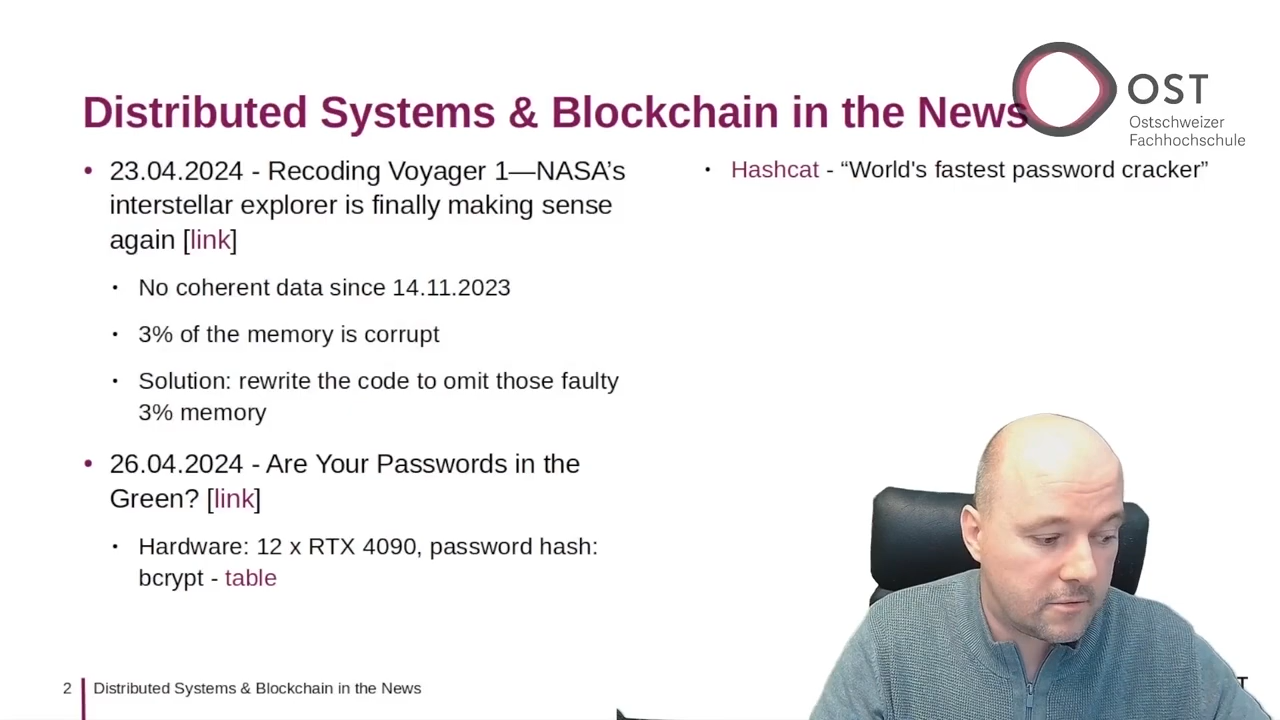 Distributed Systems & Blockchain in the News
OST
Ostschweizer
Fachhochschule
• 23.04.2024 - Recoding Voyager 1—NASA’s
interstellar explorer is finally making sense
again [link]
• No coherent data since 14.11.2023
• 3% of the memory is corrupt
• Solution: rewrite the code to omit those faulty
3% memory
• 26.04.2024 - Are Your Passwords in the
Green? [link]
• Hardware: 12 x RTX 4090, password hash:
bcrypt - table
• Hashcat - “World's fastest password cracker”
2
Distributed Systems & Blockchain in the News